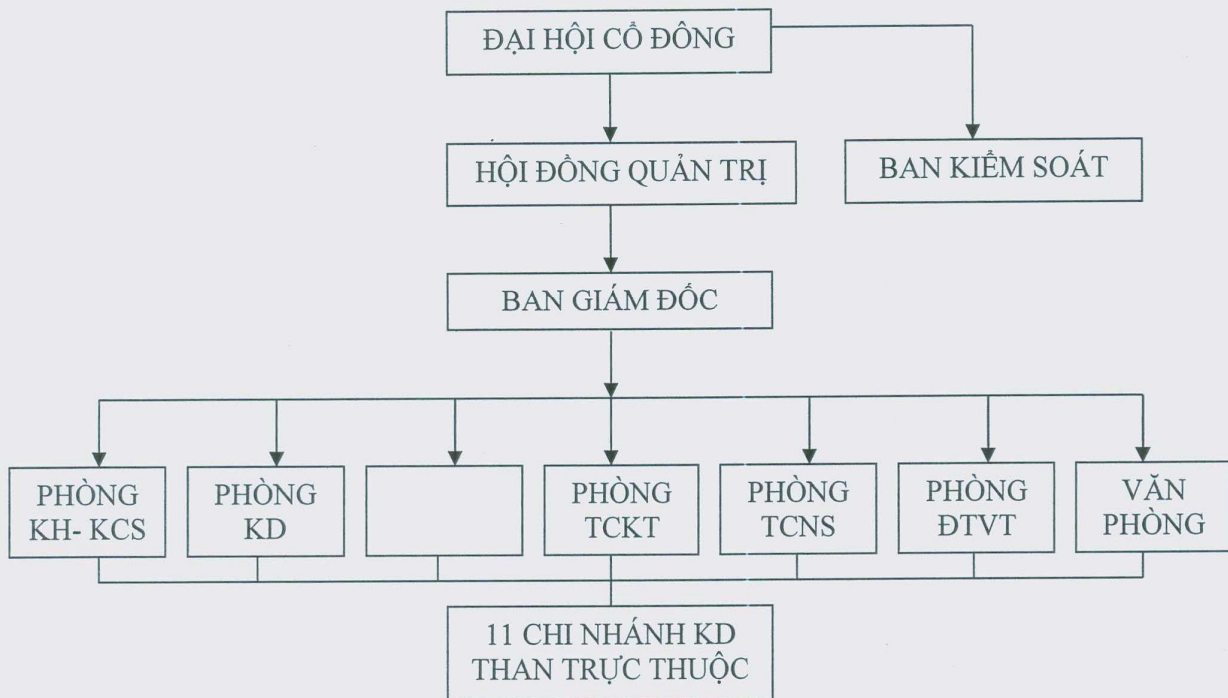 ĐẠI HỘI CỔ ĐÔNG
HỘI ĐỒNG QUẢN TRỊ
BAN KIỂM SOÁT
BAN GIÁM ĐỐC
PHÒNG
KH- KCS
PHÒNG
KD
PHÒNG
TCKT
PHÒNG
TCNS
PHÒNG
ĐTVT
VĂN
PHÒNG
11 CHI NHÁNH KD
THAN TRỰC THUỘC